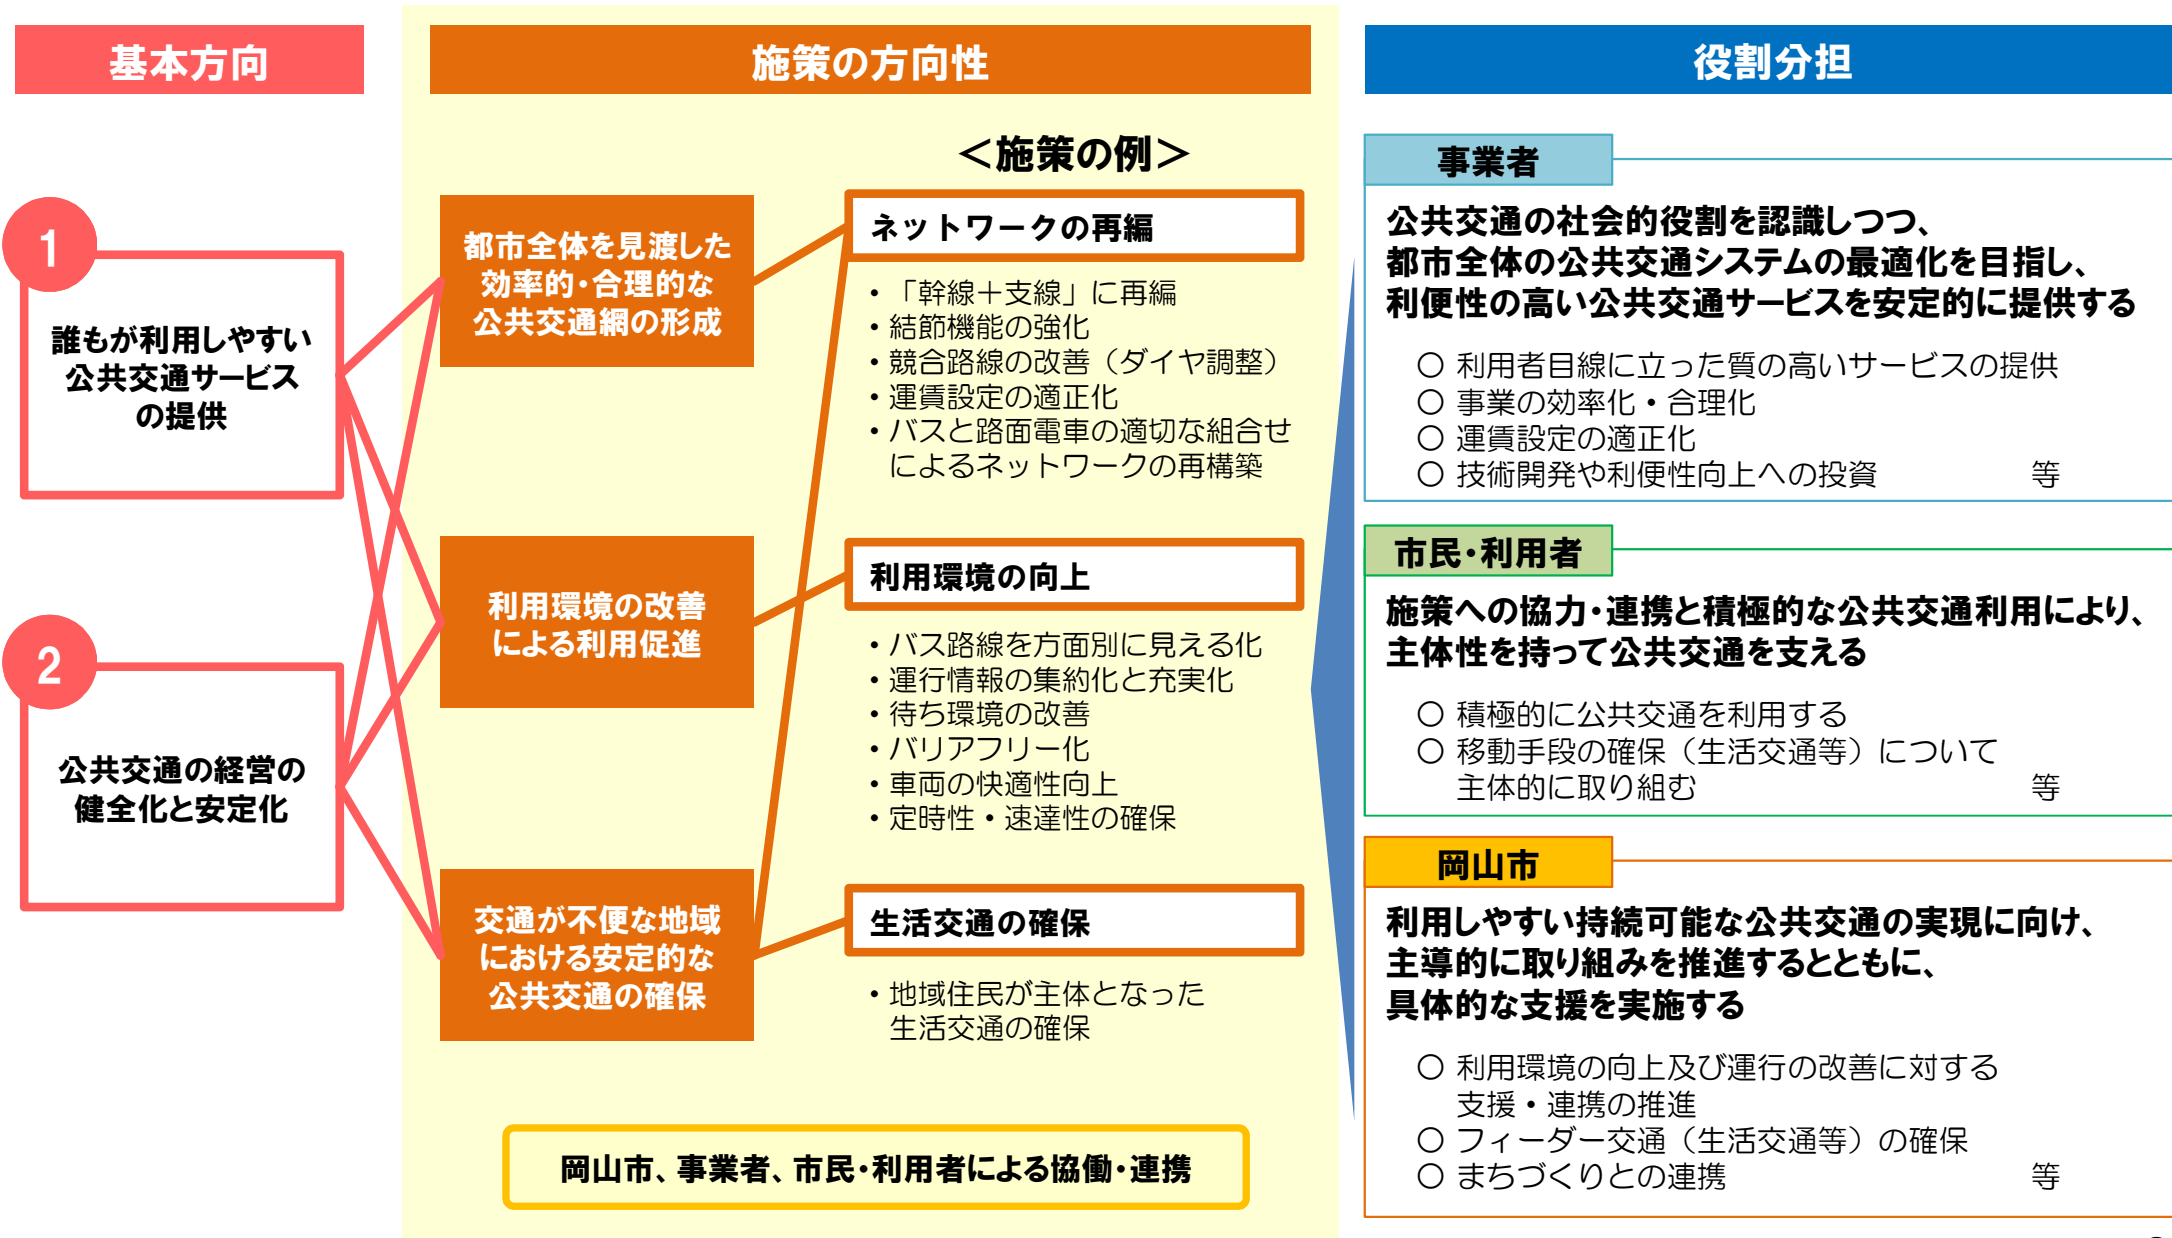 基本方向
施策の方向性
役割分担
1
誰もが利用しやすい
公共交通サービス
の提供
2
公共交通の経営の
健全化と安定化
都市全体を見渡した
効率的・合理的な
公共交通網の形成
利用環境の改善
による利用促進
交通が不便な地域
における安定的な
公共交通の確保
＜施策の例＞
ネットワークの再編
・「幹線＋支線」に再編
・結節機能の強化
・競合路線の改善（ダイヤ調整）
・運賃設定の適正化
・バスと路面電車の適切な組合せ
によるネットワークの再構築
利用環境の向上
・バス路線を方面別に見える化
・運行情報の集約化と充実化
・待ち環境の改善
・バリアフリー化
・車両の快適性向上
・定時性・速達性の確保
生活交通の確保
・地域住民が主体となった
生活交通の確保
岡山市、事業者、市民・利用者による協働・連携
事業者
公共交通の社会的役割を認識しつつ、
都市全体の公共交通システムの最適化を目指し、
利便性の高い公共交通サービスを安定的に提供する
○ 利用者目線に立った質の高いサービスの提供
○ 事業の効率化・合理化
○ 運賃設定の適正化
○ 技術開発や利便性向上への投資　等
市民・利用者
施策への協力・連携と積極的な公共交通利用により、
主体性を持って公共交通を支える
○ 積極的に公共交通を利用する
○ 移動手段の確保（生活交通等）について
主体的に取り組む　等
岡山市
利用しやすい持続可能な公共交通の実現に向け、
主導的に取り組みを推進するとともに、
具体的な支援を実施する
○ 利用環境の向上及び運行の改善に対する
支援・連携の推進
○ フィーダー交通（生活交通等）の確保
○ まちづくりとの連携　等